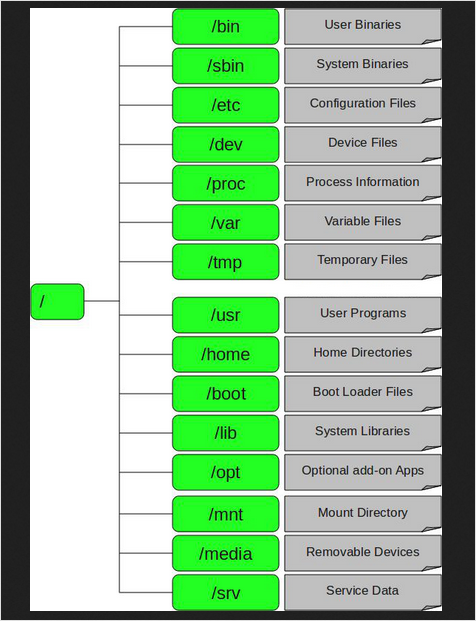 /bin User Binaries
/sbin System Binaries
/etc Configuration Files
/dev Device Files
/proc Process Information
/var Variable Files
/tmp Temporary Files
/
/usr User Programs
/home Home Directories
/boot Boot Loader Files
/lib System Libraries
/opt Optional add-on Apps
/mnt Mount Directory
/media Removable Devices
/srv Service Data